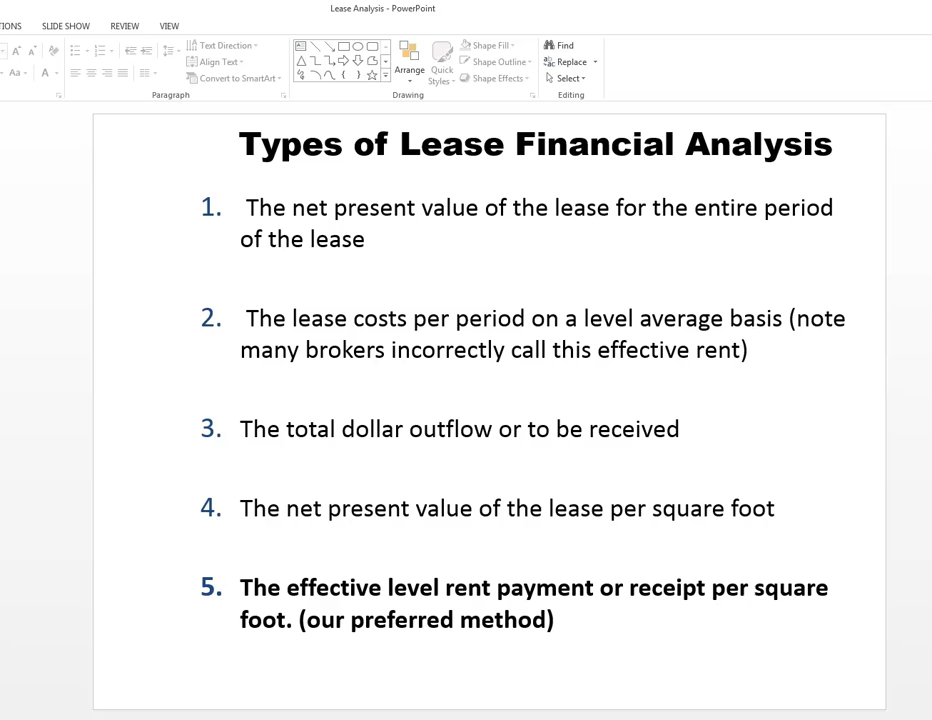 Lease Analysis - PowerPoint
IONS SLIDE SHOW REVIEW VIEW
Text Direction
Align Text
Convert to SmartArt
Aa
A
Arrange
Quick Styles
Shape Fill
Shape Outline
Shape Effects
Find
Replace
Select
Paragraph Drawing Editing
Types of Lease Financial Analysis
1. The net present value of the lease for the entire period
of the lease
2. The lease costs per period on a level average basis (note
many brokers incorrectly call this effective rent)
3. The total dollar outflow or to be received
4. The net present value of the lease per square foot
5. The effective level rent payment or receipt per square
foot. (our preferred method)